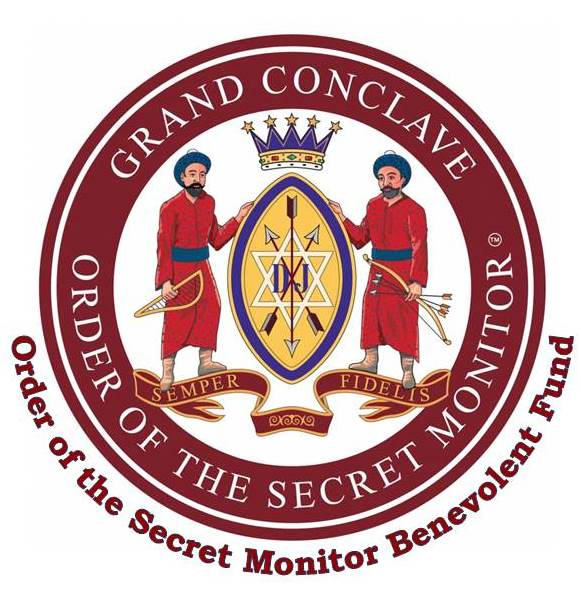 GRAND CONCLAVE
ORDER OF THE SECRET MONITOR
™
D J
SEMPER FIDELIS
Order of the Secret Monitor Benevolent Fund